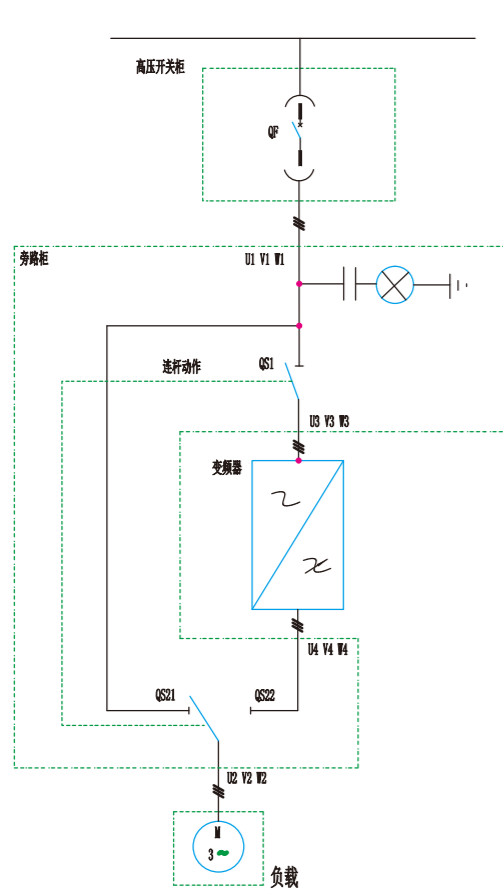 高压开关柜
QF
旁路柜
U1 V1 W1
连杆动作
QS1
U3 V3 W3
变频器
U4 V4 W4
QS21
QS22
U2 V2 W2
M
3~
负载